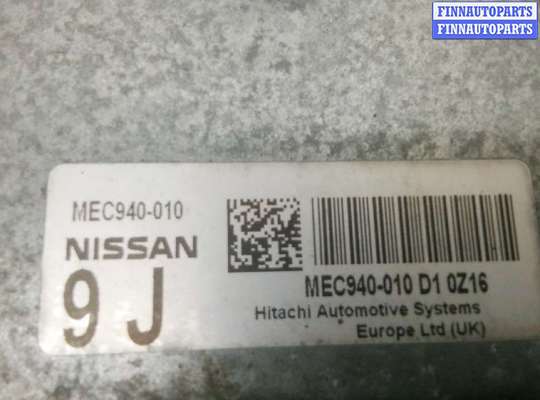 FINNAUTOPARTS
FINNAUTOPARTS
MEC940-010
NISSAN
9 J
MEC940-010 D1 0Z16
Hitachi Automotive Systems
Europe Ltd (UK)